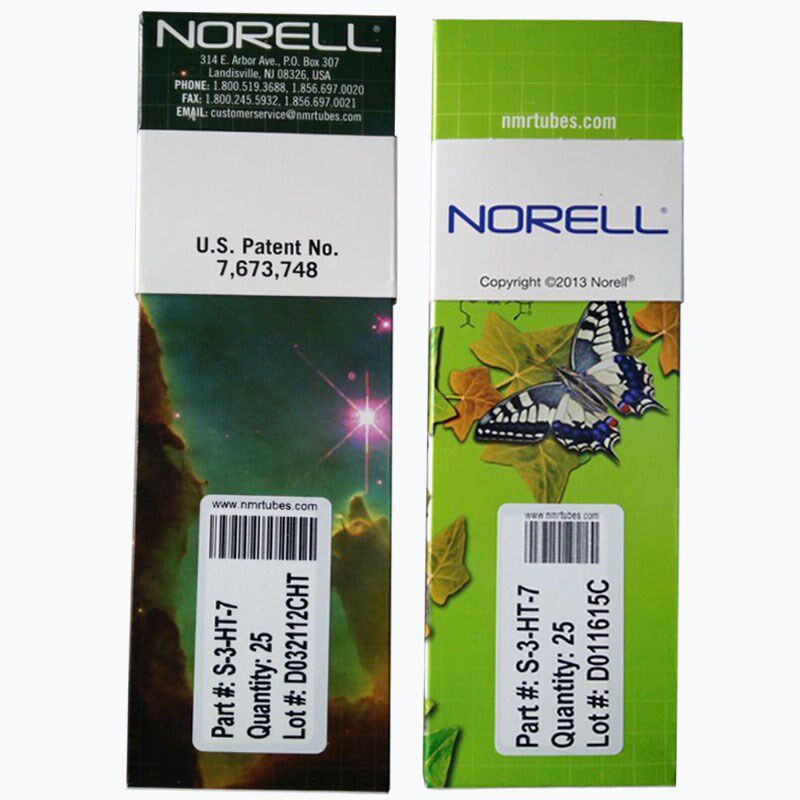 NORELL®
314 E. Arbor Ave., P.O. Box 307
Landisville, NJ 08326, USA
PHONE: 1.800.519.3688, 1.856.697.0020
FAX: 1.800.245.5932, 1.856.697.0021
EMAIL: customerservice@nmrtubes.com
U.S. Patent No.
7,673,748
www.nmrtubes.com
Part #: S-3-HT-7
Quantity: 25
Lot #: D032112CHT
NORELL
nmrtubes.com
NORELL®
Copyright ©2013 Norell®
www.nmrtubes.com
Part #: S-3-HT-7
Quantity: 25
Lot #: D011615C